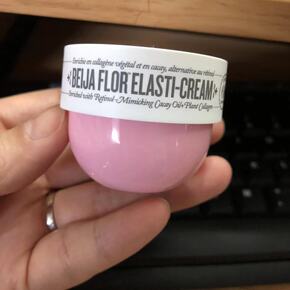 Enrichie en collagène végétal et en cacay, alternative au rétinol
BEIJA FLOR™ ELASTI-CREAM
Enriched with Retinol-Mimicking Cacay Oil + Plant Collagen